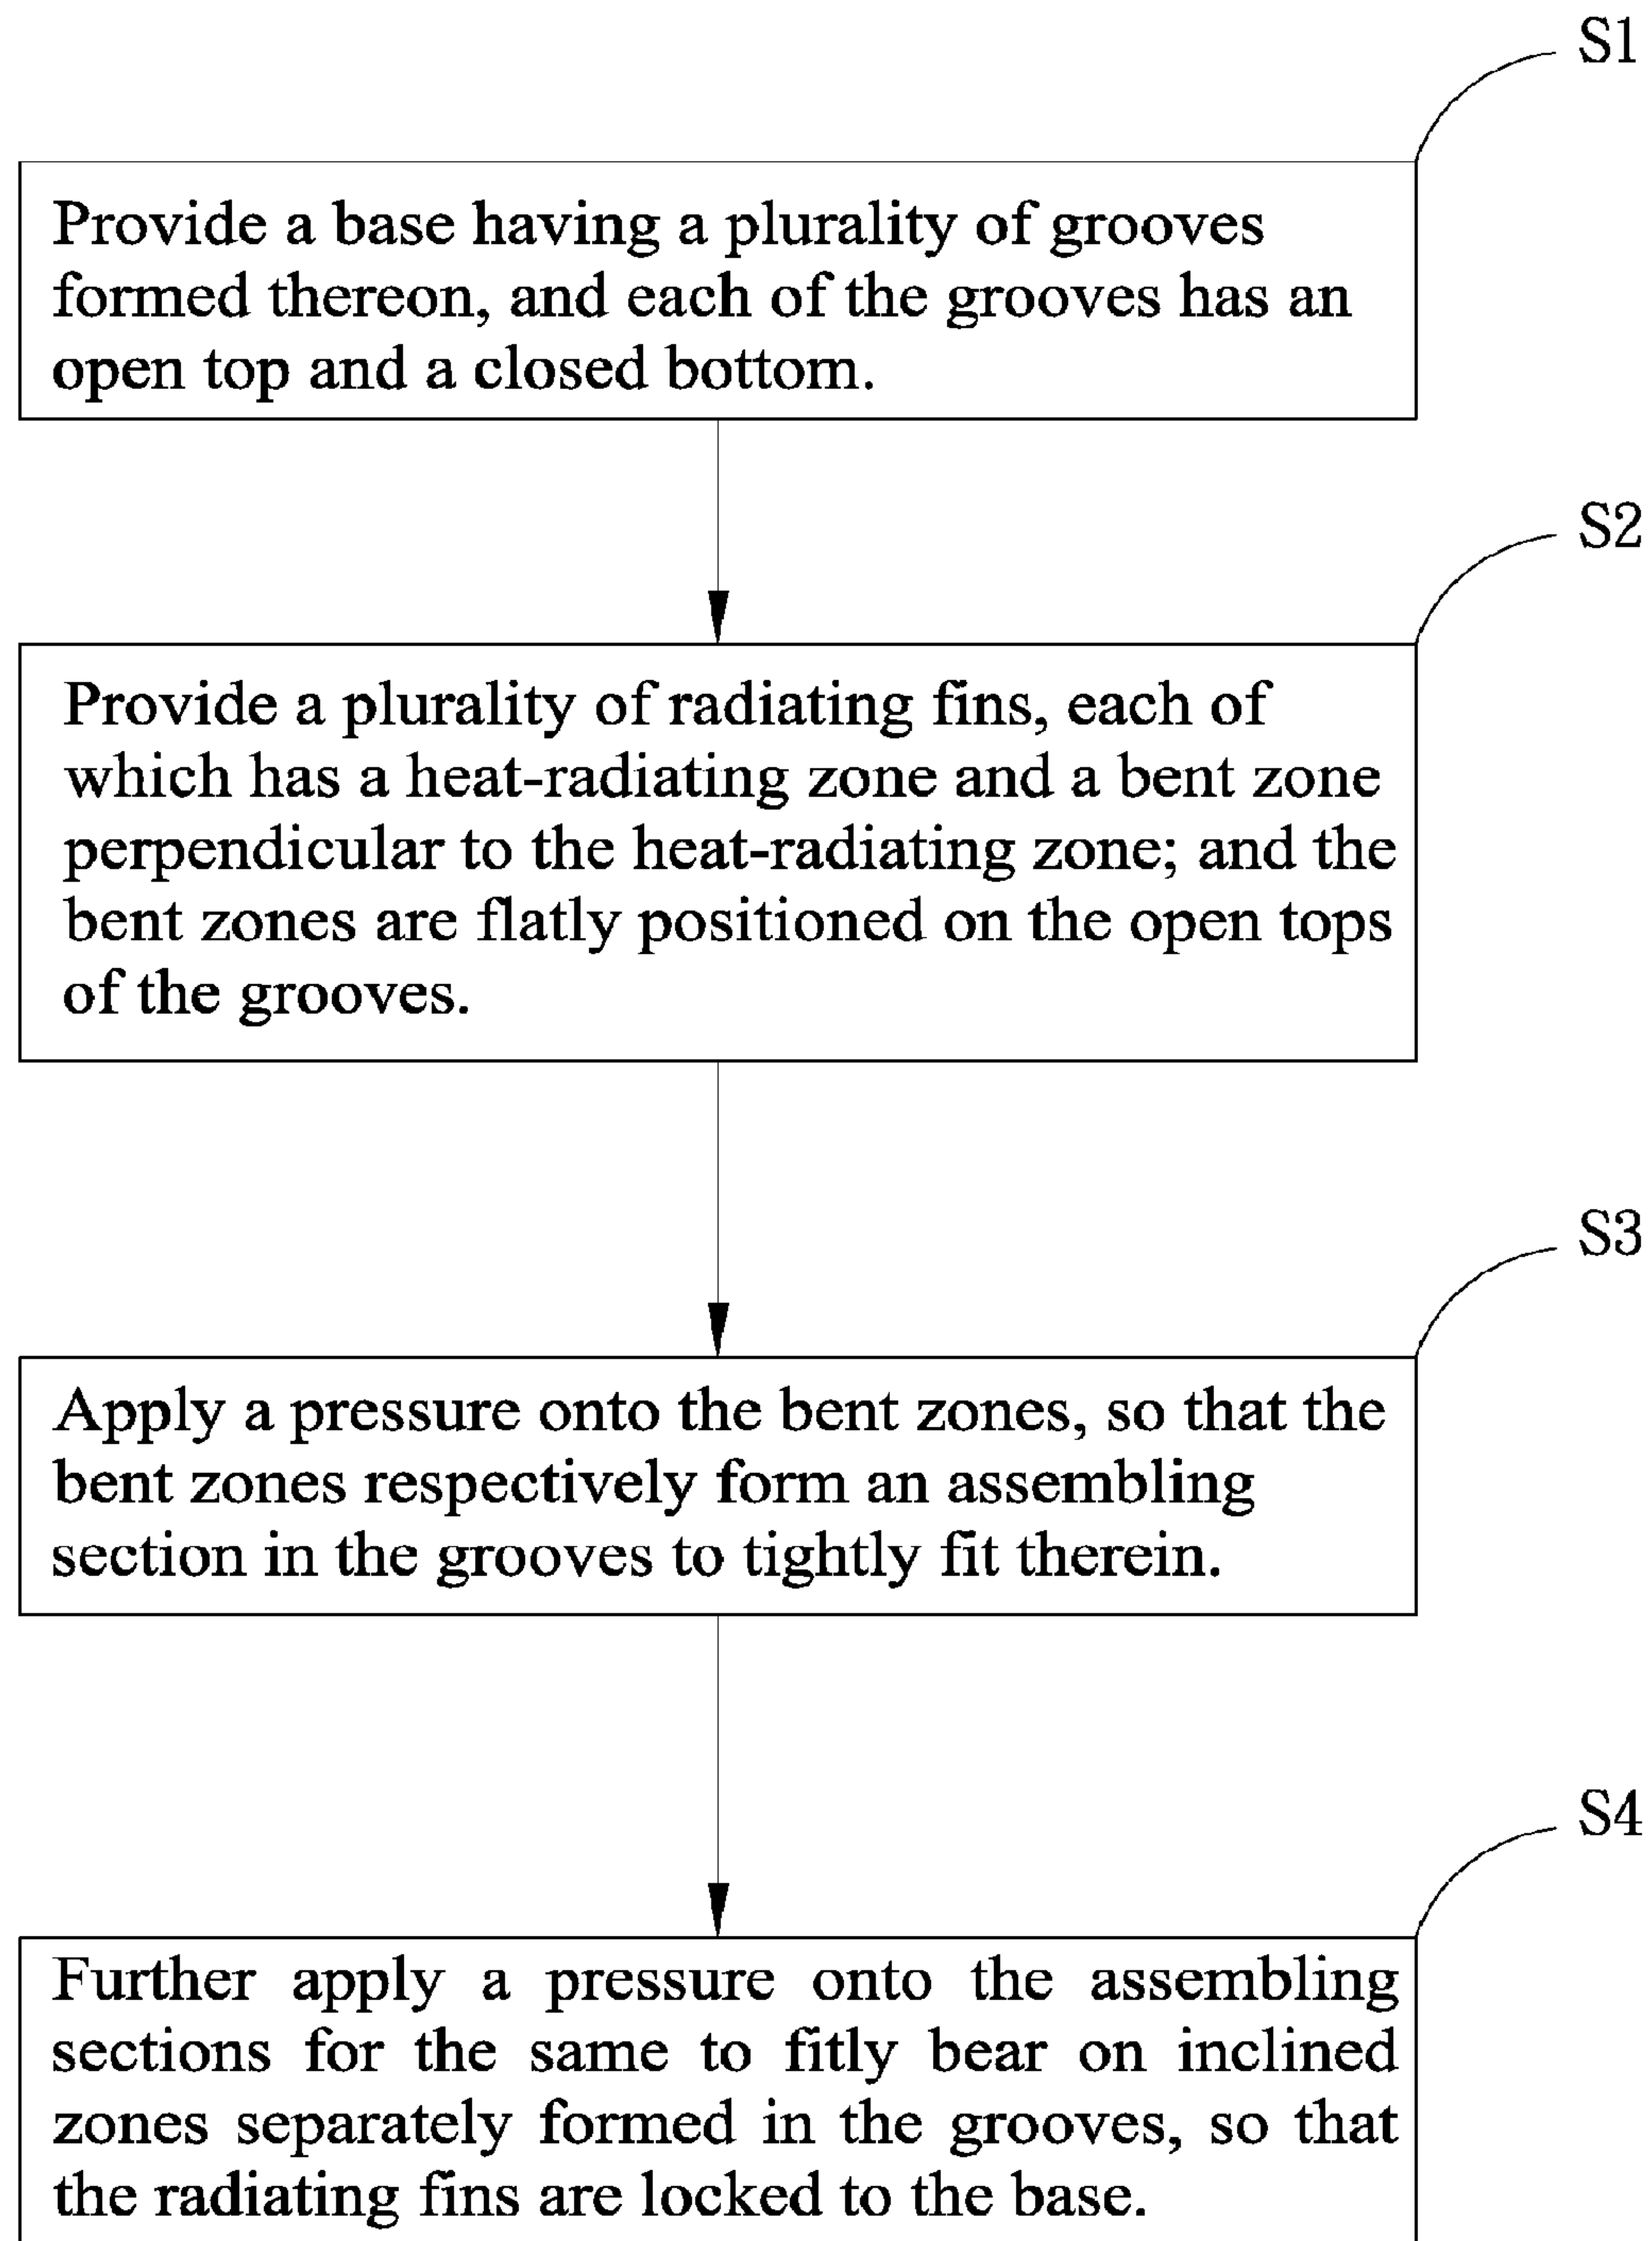 S1
Provide a base having a plurality of grooves
formed thereon, and each of the grooves has an
open top and a closed bottom.
S2
Provide a plurality of radiating fins, each of
which has a heat-radiating zone and a bent zone
perpendicular to the heat-radiating zone; and the
bent zones are flatly positioned on the open tops
of the grooves.
S3
Apply a pressure onto the bent zones, so that the
bent zones respectively form an assembling
section in the grooves to tightly fit therein.
S4
Further apply a pressure onto the assembling
sections for the same to fitly bear on inclined
zones separately formed in the grooves, so that
the radiating fins are locked to the base.